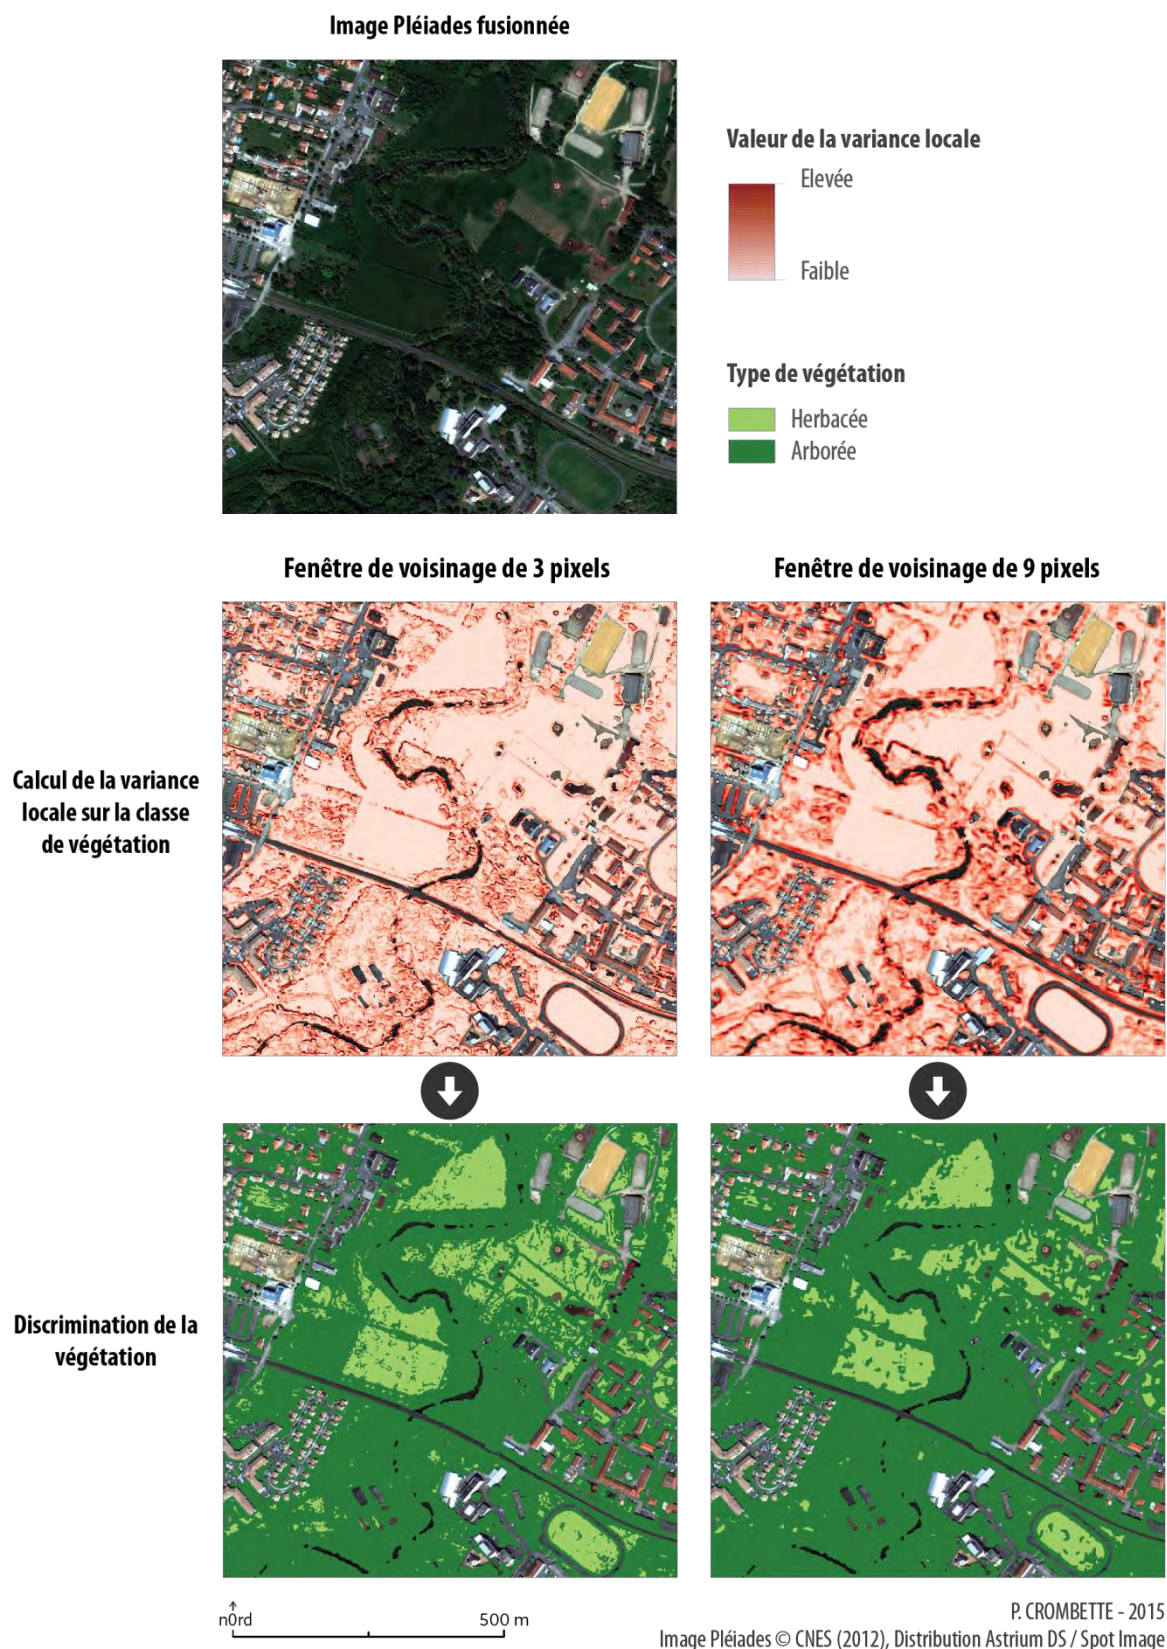 Image Pléiades fusionnée
Valeur de la variance locale
Elevée
Faible
Type de végétation
Herbacée
Arborée
Fenêtre de voisinage de 3 pixels
Fenêtre de voisinage de 9 pixels
Calcul de la variance
locale sur la classe
de végétation
Discrimination de la
végétation
n0rd
500 m
P. CROMBETTE - 2015
Image Pléiades © CNES (2012), Distribution Astrium DS / Spot Image